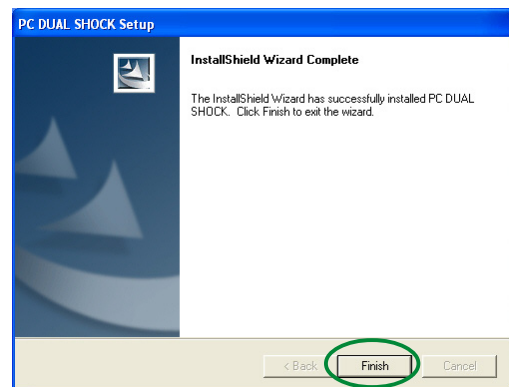 PC DUAL SHOCK Setup
InstallShield Wizard Complete
The InstallShield Wizard has successfully installed PC DUAL
SHOCK. Click Finish to exit the wizard.
< Back Finish Cancel